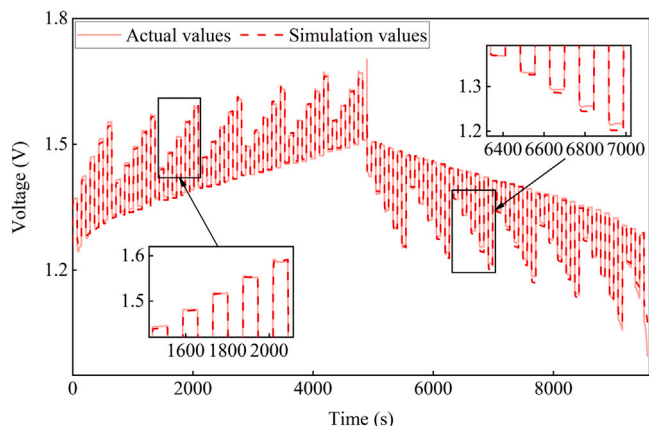 1.8
Actual values
Simulation values
1.5
1.2
Voltage (V)
1.3
1.2
6400 6600 6800 7000
1.6
1.5
1600 1800 2000
0 2000 4000 6000 8000
Time (s)